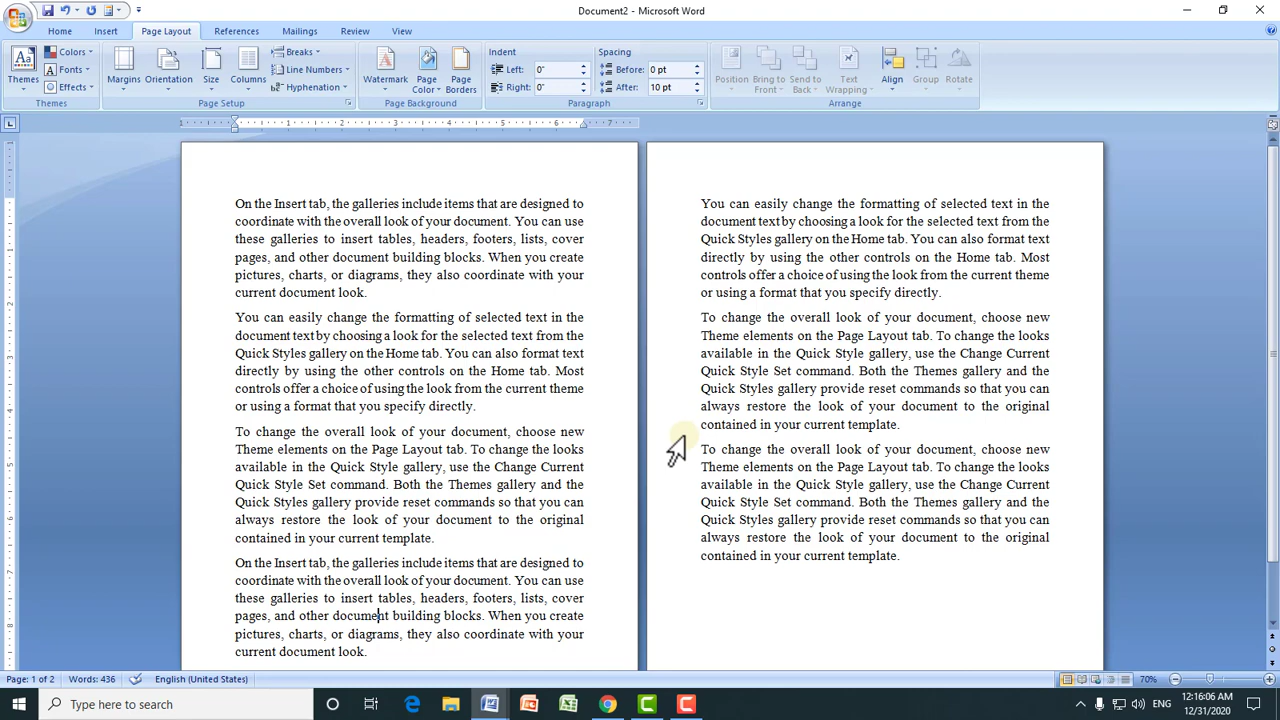 Document2 - Microsoft Word
Home Insert Page Layout References Mailings Review View
Themes
Colors
Fonts
Effects
Themes
Margins
Orientation
Size
Columns
Breaks
Line Numbers
Hyphenation
Page Setup
Watermark
Page Color
Page Borders
Page Background
Indent
Left: 0"
Right: 0"
Spacing
Before: 0 pt
After: 10 pt
Paragraph
Position
Bring to Front
Send to Back
Text Wrapping
Align
Group
Rotate
Arrange
1 1 2 3 4 5 6 7
On the Insert tab, the galleries include items that are designed to
coordinate with the overall look of your document. You can use
these galleries to insert tables, headers, footers, lists, cover
pages, and other document building blocks. When you create
pictures, charts, or diagrams, they also coordinate with your
current document look.
You can easily change the formatting of selected text in the
document text by choosing a look for the selected text from the
Quick Styles gallery on the Home tab. You can also format text
directly by using the other controls on the Home tab. Most
controls offer a choice of using the look from the current theme
or using a format that you specify directly.
To change the overall look of your document, choose new
Theme elements on the Page Layout tab. To change the looks
available in the Quick Style gallery, use the Change Current
Quick Style Set command. Both the Themes gallery and the
Quick Styles gallery provide reset commands so that you can
always restore the look of your document to the original
contained in your current template.
On the Insert tab, the galleries include items that are designed to
coordinate with the overall look of your document. You can use
these galleries to insert tables, headers, footers, lists, cover
pages, and other document building blocks. When you create
pictures, charts, or diagrams, they also coordinate with your
current document look.
You can easily change the formatting of selected text in the
document text by choosing a look for the selected text from the
Quick Styles gallery on the Home tab. You can also format text
directly by using the other controls on the Home tab. Most
controls offer a choice of using the look from the current theme
or using a format that you specify directly.
To change the overall look of your document, choose new
Theme elements on the Page Layout tab. To change the looks
available in the Quick Style gallery, use the Change Current
Quick Style Set command. Both the Themes gallery and the
Quick Styles gallery provide reset commands so that you can
always restore the look of your document to the original
contained in your current template.
To change the overall look of your document, choose new
Theme elements on the Page Layout tab. To change the looks
available in the Quick Style gallery, use the Change Current
Quick Style Set command. Both the Themes gallery and the
Quick Styles gallery provide reset commands so that you can
always restore the look of your document to the original
contained in your current template.
Page: 1 of 2 Words: 436 English (United States) 70%
Type here to search
ENG
12:16:06 AM
12/31/2020